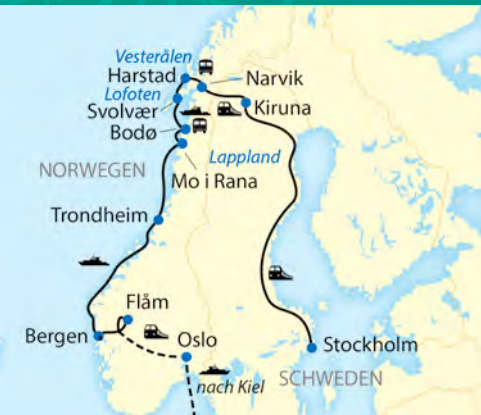 Vesterålen
Harstad
Narvik
Lofoten
Svolvær
Kiruna
Bodø
Lappland
NORWEGEN
Mo i Rana
Trondheim
Flåm
Bergen
Oslo
Stockholm
nach Kiel
SCHWEDEN